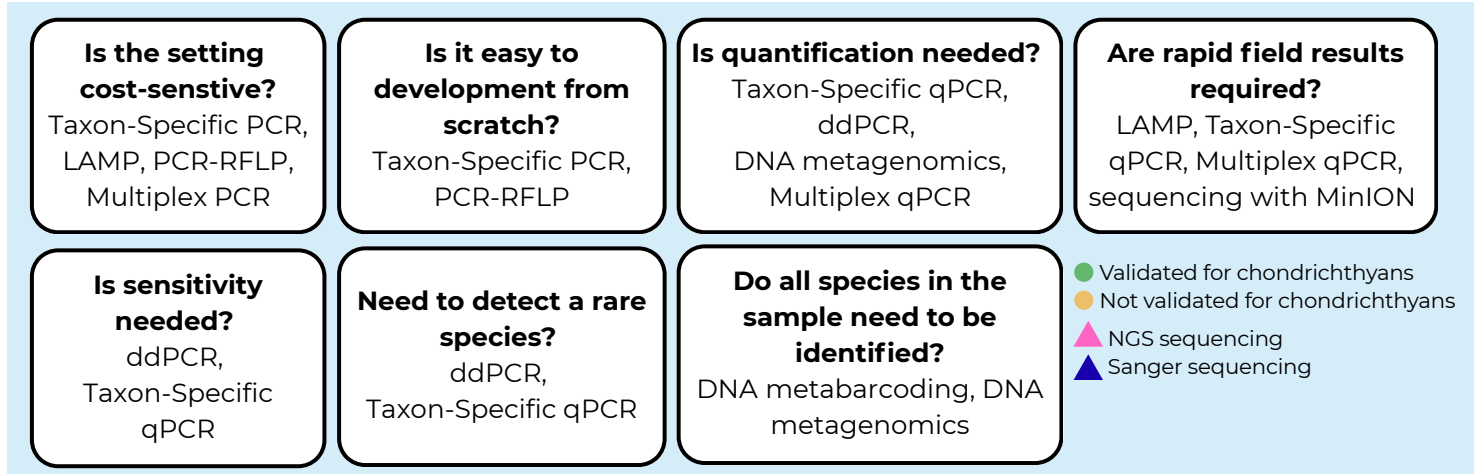 Is the setting
cost-senstive?
Taxon-Specific PCR,
LAMP, PCR-RFLP,
Multiplex PCR
Is it easy to
development from
scratch?
Taxon-Specific PCR,
PCR-RFLP
Is quantification needed?
Taxon-Specific qPCR,
ddPCR,
DNA metagenomics,
Multiplex qPCR
Are rapid field results
required?
LAMP, Taxon-Specific
qPCR, Multiplex qPCR,
sequencing with MinION
Is sensitivity
needed?
ddPCR,
Taxon-Specific
qPCR
Need to detect a rare
species?
ddPCR,
Taxon-Specific qPCR
Do all species in the
sample need to be
identified?
DNA metabarcoding, DNA
metagenomics
Validated for chondrichthyans
Not validated for chondrichthyans
NGS sequencing
Sanger sequencing